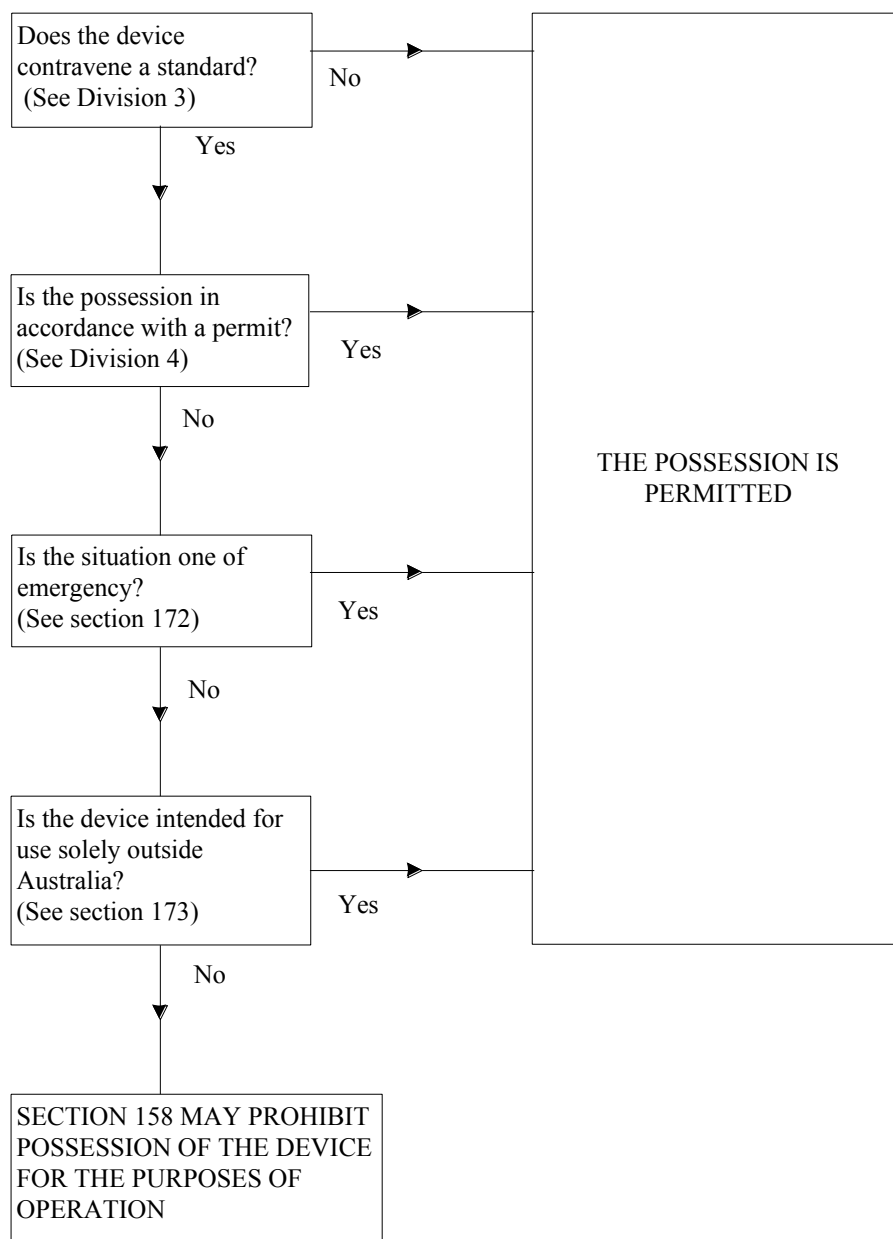 Does the device
contravene a standard?
(See Division 3)
No
Yes
Is the possession in
accordance with a permit?
(See Division 4)
Yes
No
THE POSSESSION IS
PERMITTED
Is the situation one of
emergency?
(See section 172)
Yes
No
Is the device intended for
use solely outside
Australia?
(See section 173)
Yes
No
SECTION 158 MAY PROHIBIT
POSSESSION OF THE DEVICE
FOR THE PURPOSES OF
OPERATION